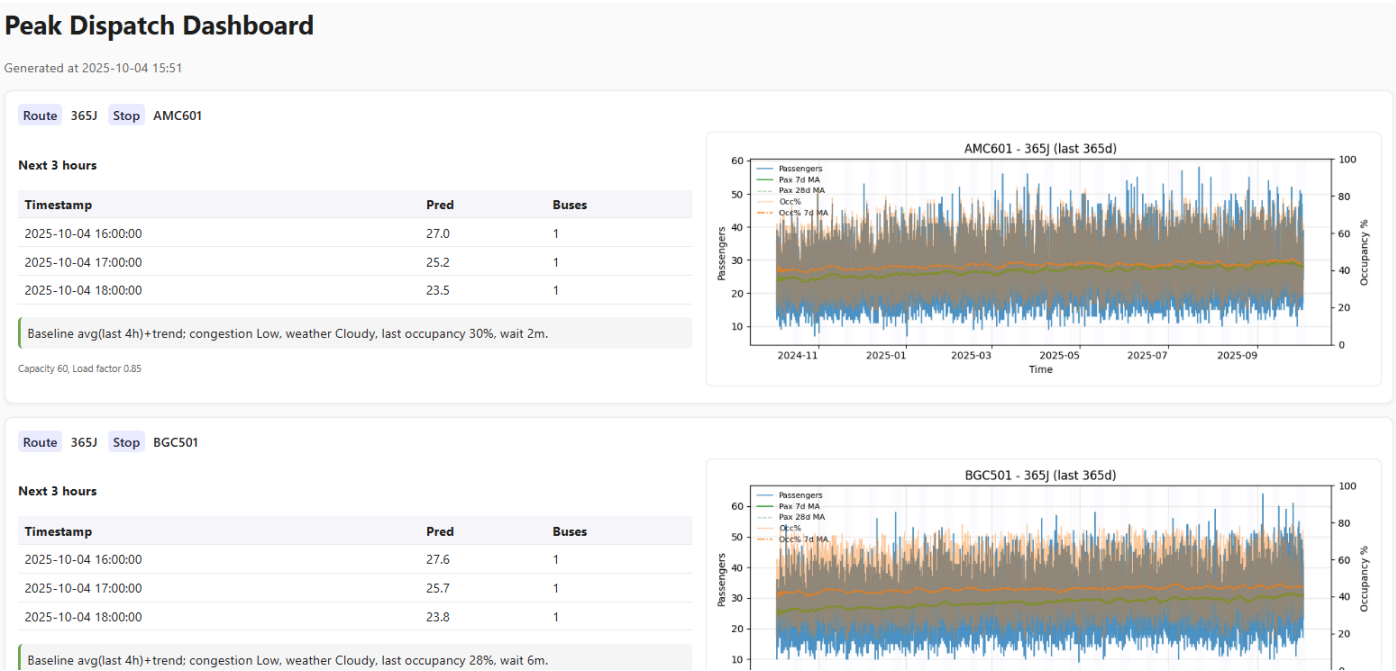 Peak Dispatch Dashboard
Generated at 2025-10-04 15:51
Route 365J Stop AMC601
Next 3 hours
Timestamp Pred Buses
2025-10-04 16:00:00 27.0 1
2025-10-04 17:00:00 25.2 1
2025-10-04 18:00:00 23.5 1
Baseline avg(last 4h)+trend; congestion Low, weather Cloudy, last occupancy 30%, wait 2m.
Capacity 60, Load factor 0.85
AMC601 - 365J (last 365d)
Passengers
Pax 7d MA
Pax 28d MA
Occ%
Occ% 7d MA
60
50
40
30
20
10
Passengers
100
80
60
40
20
0
Occupancy %
2024-11 2025-01 2025-03 2025-05 2025-07 2025-09
Time
Route 365J Stop BGC501
Next 3 hours
Timestamp Pred Buses
2025-10-04 16:00:00 27.6 1
2025-10-04 17:00:00 25.7 1
2025-10-04 18:00:00 23.8 1
Baseline avg(last 4h)+trend; congestion Low, weather Cloudy, last occupancy 28%, wait 6m.
BGC501 - 365J (last 365d)
Passengers
Pax 7d MA
Pax 28d MA
Occ%
Occ% 7d MA
60
50
40
30
20
10
Passengers
100
80
60
40
20
Occupancy %